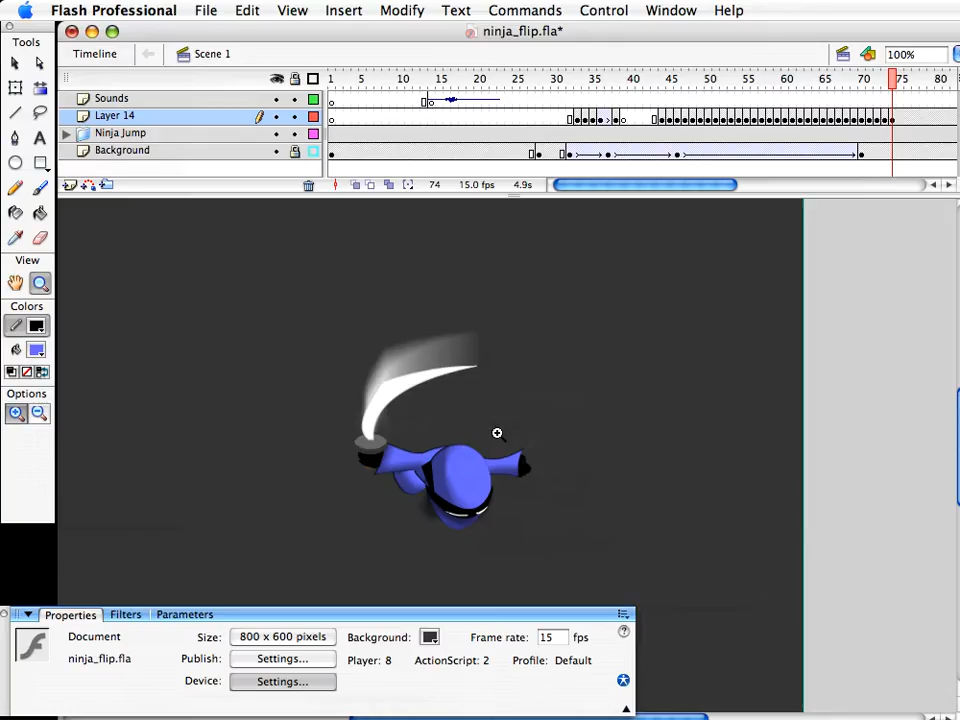 Flash Professional File Edit View Insert Modify Text Commands Control Window Help
ninja_flip.fla*
Tools
Timeline
Scene 1
100%
1 5 10 15 20 25 30 35 40 45 50 55 60 65 70 75 80
Sounds
Layer 14
Ninja Jump
Background
74 15.0 fps 4.9s
View
Colors
Options
Properties Filters Parameters
Document
Size: 800 x 600 pixels
Background:
Frame rate: 15 fps
ninja_flip.fla
Publish: Settings...
Player: 8 ActionScript: 2 Profile: Default
Device: Settings...